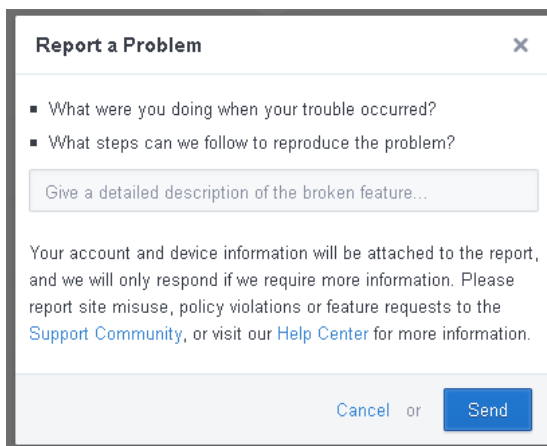 Report a Problem ×
▪ What were you doing when your trouble occurred?
▪ What steps can we follow to reproduce the problem?
Give a detailed description of the broken feature...
Your account and device information will be attached to the report,
and we will only respond if we require more information. Please
report site misuse, policy violations or feature requests to the
Support Community, or visit our Help Center for more information.
Cancel or Send